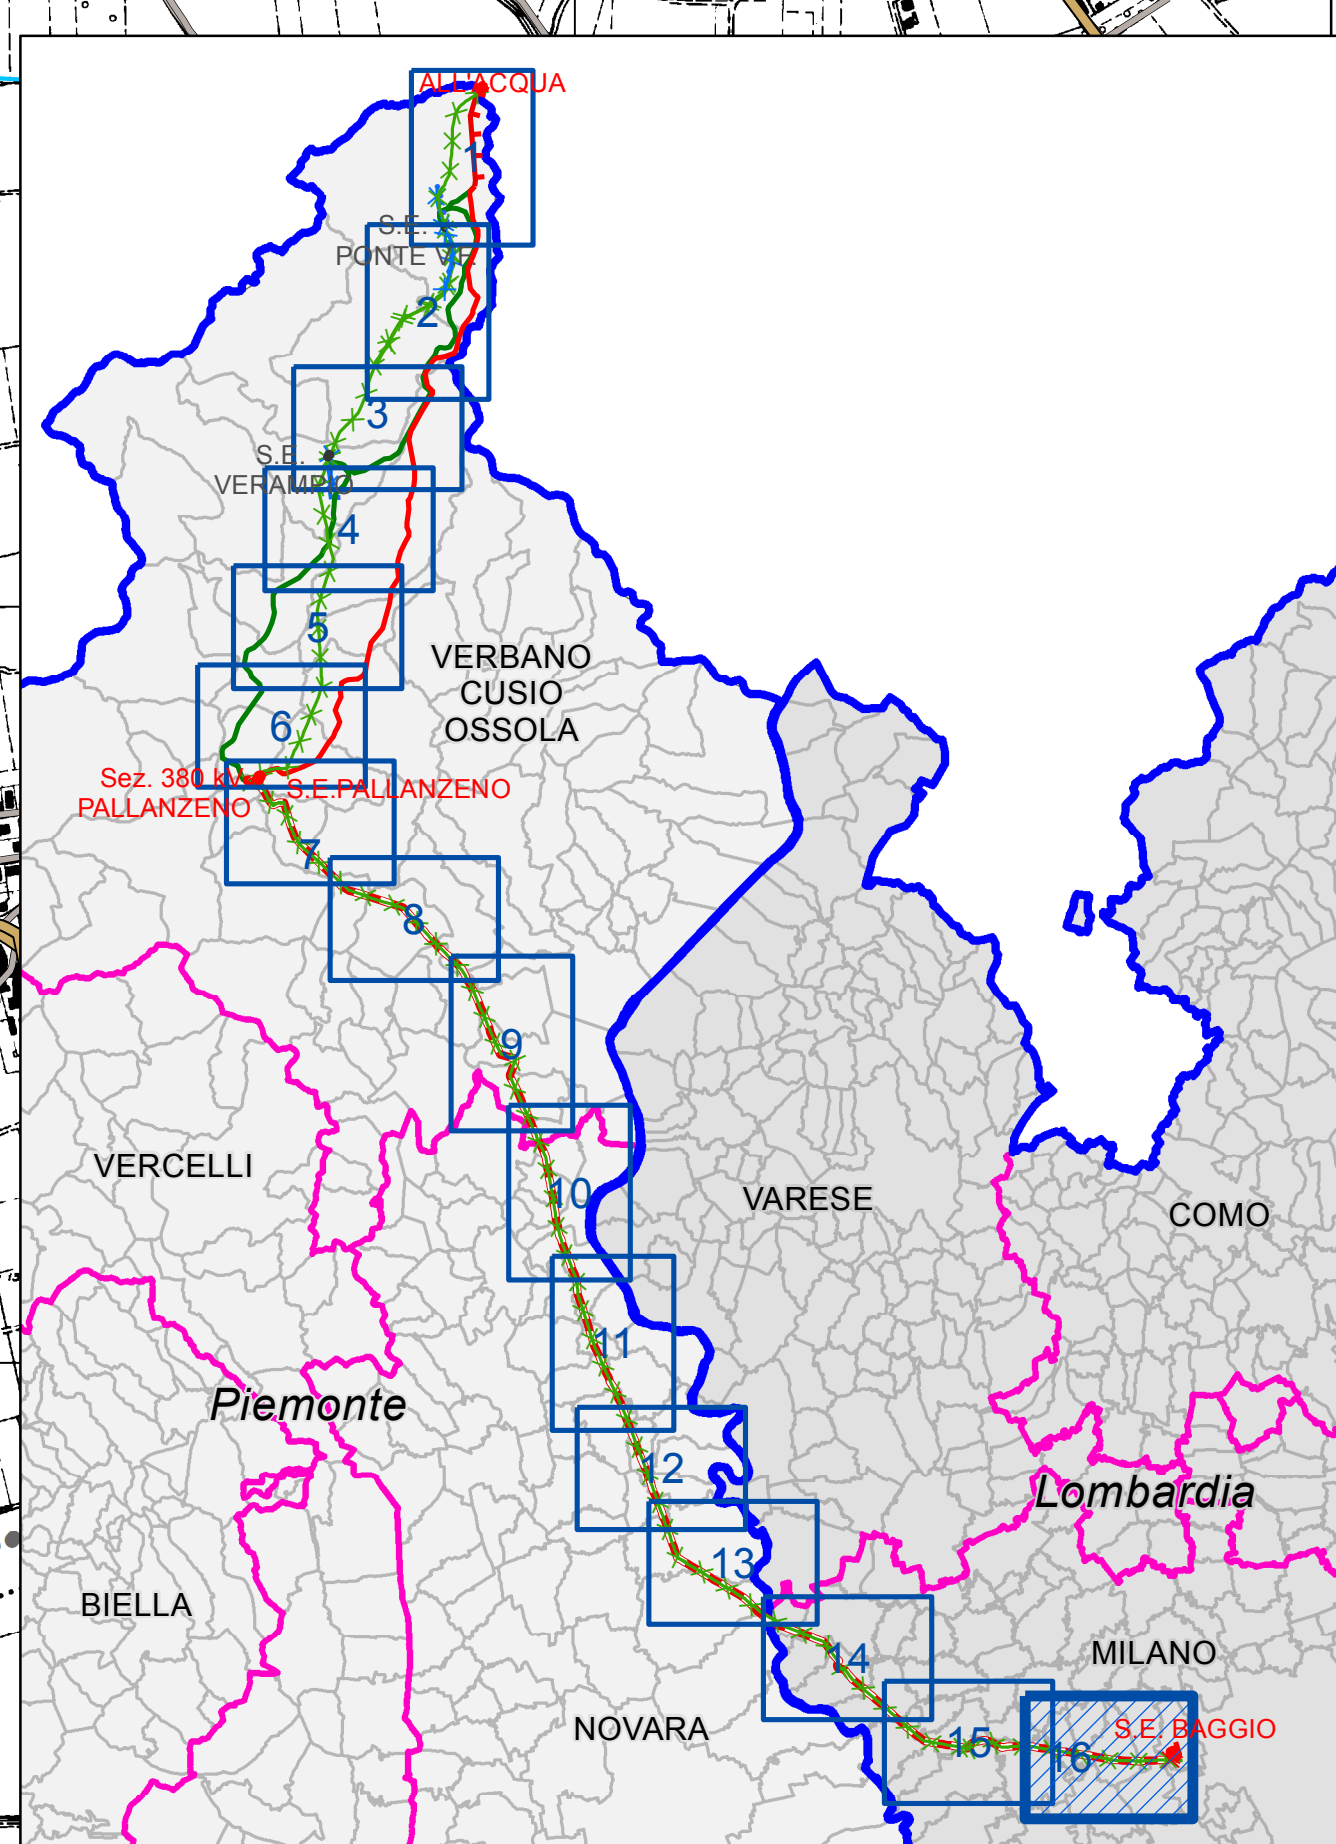 ALL'ACQUA
1
S.E.
PONTE V.F.
2
3
S.E.
VERAMPIO
4
5
VERBANO
CUSIO
OSSOLA
6
Sez. 380 kV
PALLANZENO
S.E.PALLANZENO
7
8
9
VERCELLI
10
VARESE
COMO
11
Piemonte
12
Lombardia
13
BIELLA
14
MILANO
NOVARA
15
16
S.E. BAGGIO